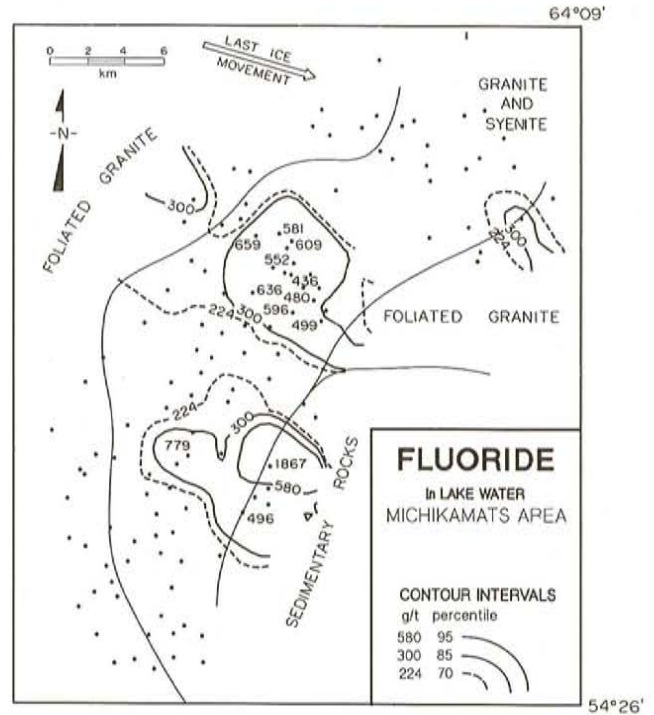 64°09'
0 2 4 6
km
LAST ICE
MOVEMENT
-N-
GRANITE
AND
SYENITE
FOLIATED GRANITE
300
659
581
609
552
436
636
480
596
499
224
300
224
300
FOLIATED GRANITE
224
300
779
1867
580
496
SEDIMENTARY ROCKS
FLUORIDE
In LAKE WATER
MICHIKAMATS AREA
CONTOUR INTERVALS
g/t percentile
580 95
300 85
224 70
54°26'